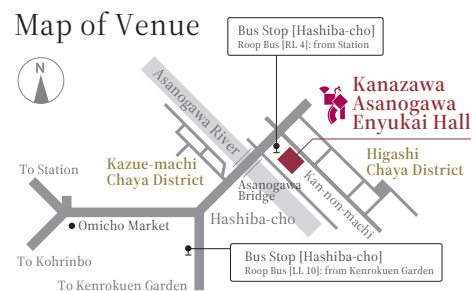 Map of Venue
Bus Stop [Hashiba-cho]
Roop Bus [RL 4]: from Station
N
Asanogawa River
Kanazawa
Asanogawa
Enyukai Hall
Kazue-machi
Chaya District
Higashi
Chaya District
To Station
Asanogawa
Bridge
Kan-non-machi
Hashiba-cho
Omicho Market
To Kohrinbo
Bus Stop [Hashiba-cho]
Roop Bus [LL 10]: from Kenrokuen Garden
To Kenrokuen Garden